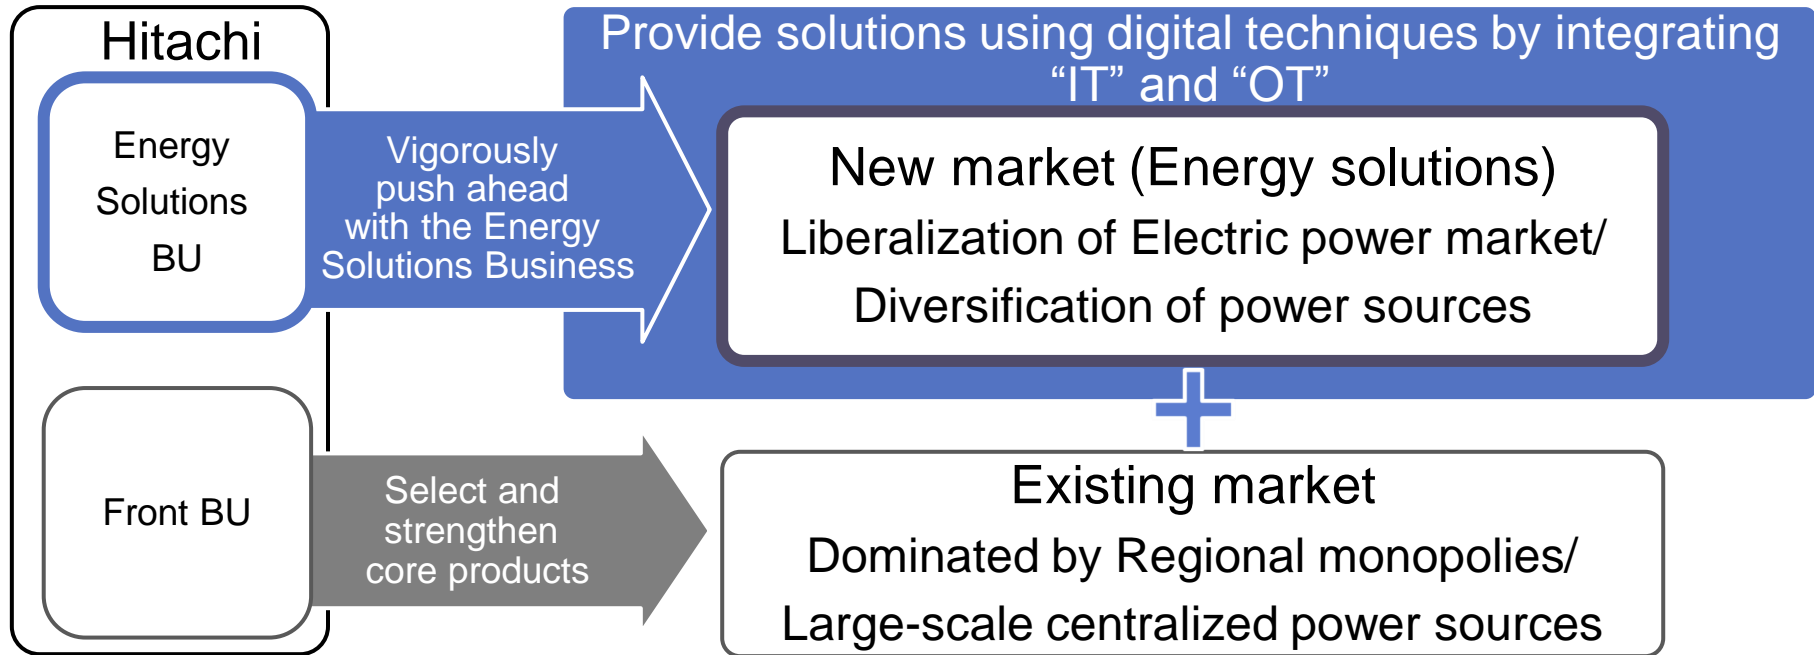 Hitachi
Energy
Solutions
BU
Front BU
Vigorously
push ahead
with the Energy
Solutions Business
Select and
strengthen
core products
Provide solutions using digital techniques by integrating
“IT” and “OT”
New market (Energy solutions)
Liberalization of Electric power market/
Diversification of power sources
Existing market
Dominated by Regional monopolies/
Large-scale centralized power sources